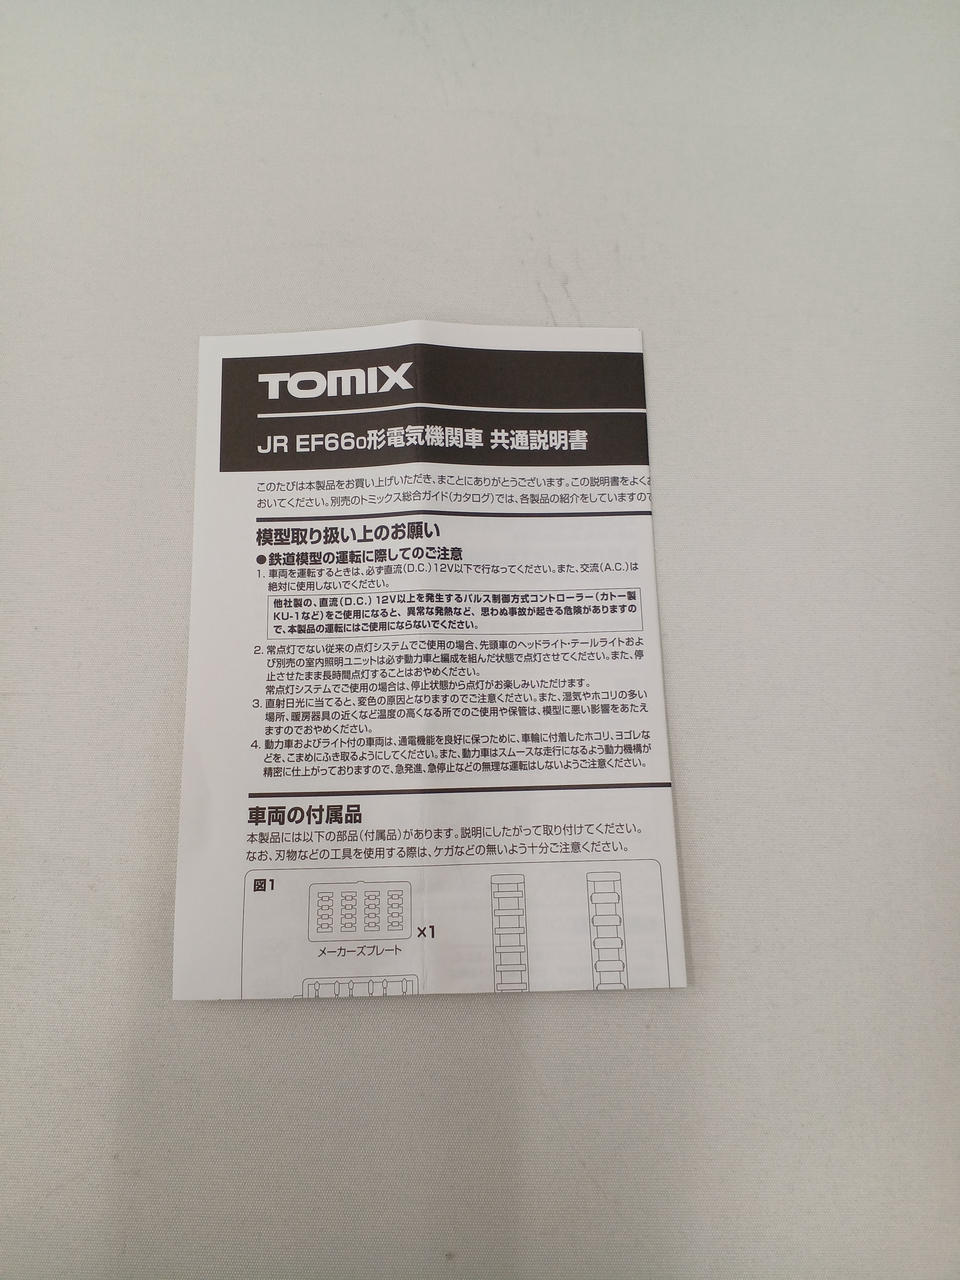 TOMIX
JR EF660形電気機関車 共通説明書
このたびは本製品をお買い上げいただき、まことにありがとうございます。この説明書をよく
おいてください。別売のトミックス総合ガイド(カタログ)では、各製品の紹介をしていますので
模型取り扱い上のお願い
●鉄道模型の運転に際してのご注意
1. 車両を運転するときは、必ず直流(D.C.)12V以下で行なってください。また、交流(A.C.)は
絶対に使用しないでください。
他社製の、直流(D.C.)12V以上を発生するパルス制御方式コントローラー(カトー製
KU-1など)をご使用になると、異常な発熱など、思わぬ事故が起きる危険がありますの
で、本製品の運転にはご使用にならないでください。
2. 常点灯でない従来の点灯システムでご使用の場合、先頭車のヘッドライト・テールライトおよ
び別売の室内照明ユニットは必ず動力車と編成を組んだ状態で点灯させてください。また、停
止させたまま長時間点灯することはおやめください。
常点灯システムでご使用の場合は、停止状態から点灯がお楽しみいただけます。
3. 直射日光に当てると、変色の原因となりますのでご注意ください。また、湿気やホコリの多い
場所、暖房器具の近くなど温度の高くなる所でのご使用や保管は、模型に悪い影響をあたえ
ますのでおやめください。
4. 動力車およびライト付の車両は、通電機能を良好に保つために、車輪に付着したホコリ、ヨゴレな
どを、こまめにふき取るようにしてください。また、動力車はスムースな走行になるよう動力機構が
精密に仕上がっておりますので、急発進、急停止などの無理な運転はしないようご注意ください。
車両の付属品
本製品には以下の部品(付属品)があります。説明にしたがって取り付けてください。
なお、刃物などの工具を使用する際は、ケガなどの無いよう十分ご注意ください。
図1
×1
メーカーズプレート